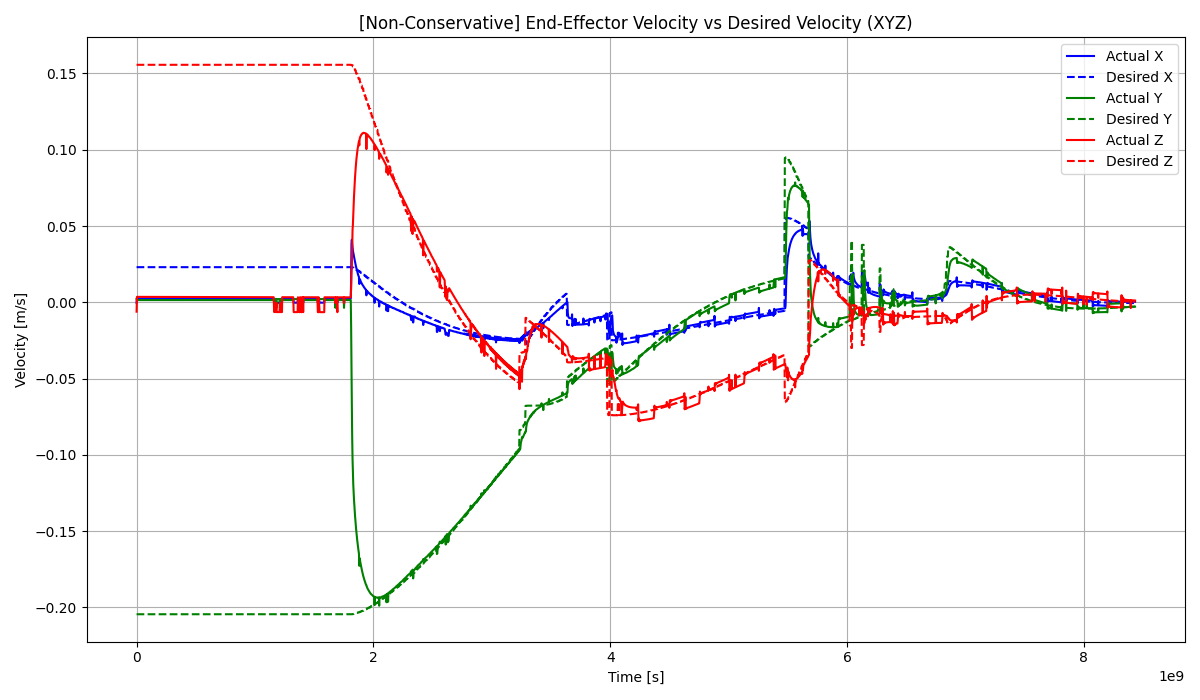 [Non-Conservative] End-Effector Velocity vs Desired Velocity (XYZ)
Actual X
Desired X
Actual Y
Desired Y
Actual Z
Desired Z
Velocity [m/s]
0.15
0.10
0.05
0.00
−0.05
−0.10
−0.15
−0.20
0
2
4
6
8
1e9
Time [s]